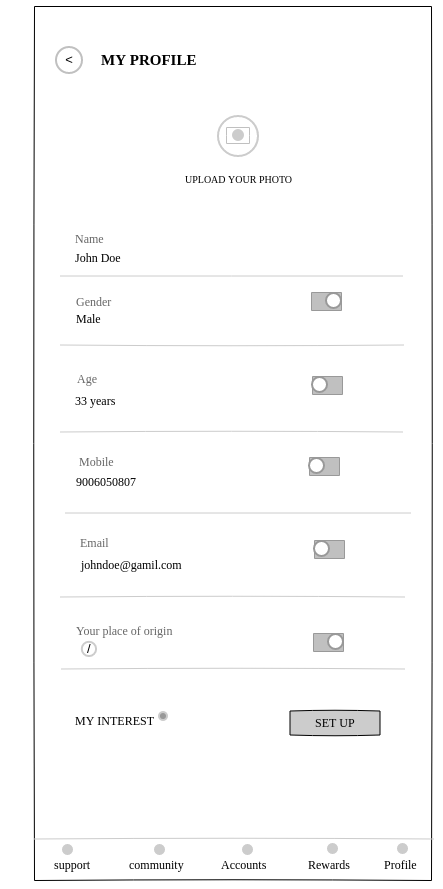 < MY PROFILE
UPLOAD YOUR PHOTO
Name
John Doe
Gender
Male
Age
33 years
Mobile
9006050807
Email
johndoe@gamil.com
Your place of origin
/
MY INTEREST SET UP
support community Accounts Rewards Profile